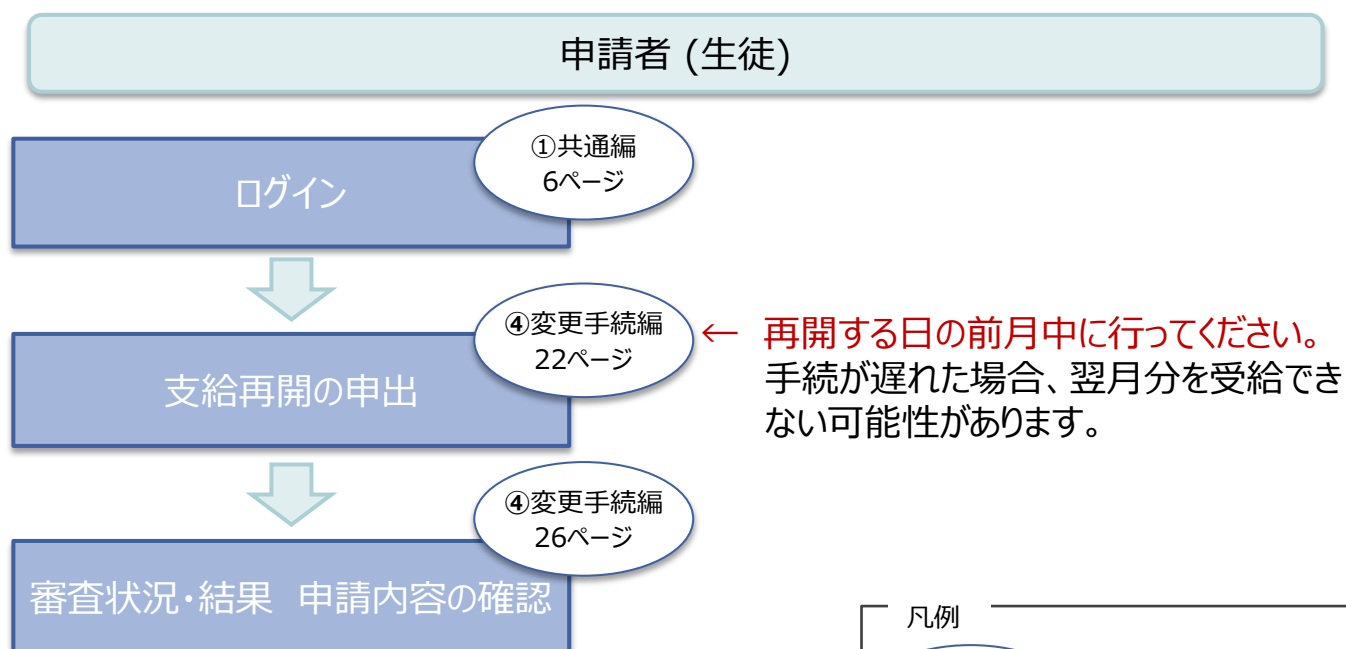 申請者 (生徒)
①共通編
6ページ
ログイン
④変更手続編
22ページ
← 再開する日の前月中に行ってください。
手続が遅れた場合、翌月分を受給でき
ない可能性があります。
支給再開の申出
④変更手続編
26ページ
審査状況・結果　申請内容の確認
凡例